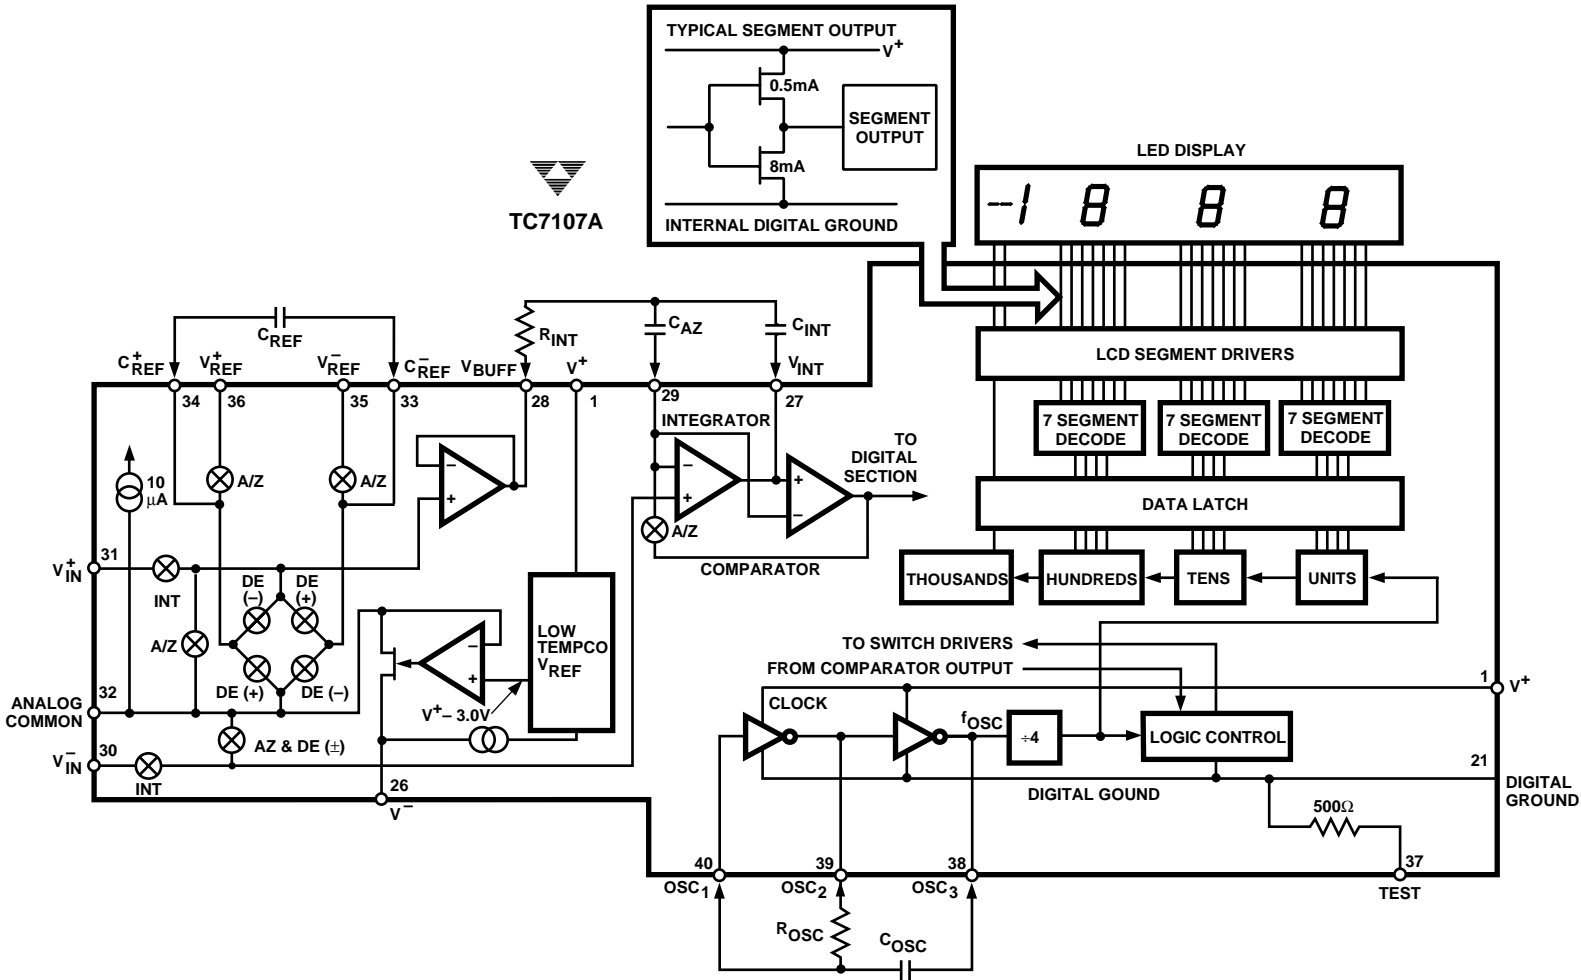 TYPICAL SEGMENT OUTPUT
V+
0.5mA
SEGMENT
OUTPUT
8mA
INTERNAL DIGITAL GROUND
TC7107A
LED DISPLAY
-1 8 8 8
LCD SEGMENT DRIVERS
7 SEGMENT
DECODE
7 SEGMENT
DECODE
7 SEGMENT
DECODE
DATA LATCH
THOUSANDS
HUNDREDS
TENS
UNITS
CREF
RINT
CAZ
CINT
C+REF
V+REF
V−REF
C−REF
VBUFF
V+
VINT
34
36
35
33
28
1
29
27
INTEGRATOR
TO
DIGITAL
SECTION
10
µA
A/Z
A/Z
−
+
−
+
+
−
A/Z
COMPARATOR
31
V+IN
INT
DE
(−)
DE
(+)
A/Z
DE (+)
DE (−)
LOW
TEMPCO
VREF
−
+
V+ − 3.0V
32
ANALOG
COMMON
AZ & DE (±)
30
V−IN
INT
26
V−
TO SWITCH DRIVERS
FROM COMPARATOR OUTPUT
1
V+
CLOCK
fOSC
÷4
LOGIC CONTROL
21
DIGITAL
GROUND
DIGITAL GOUND
500Ω
40
39
38
37
OSC1
OSC2
OSC3
TEST
ROSC
COSC